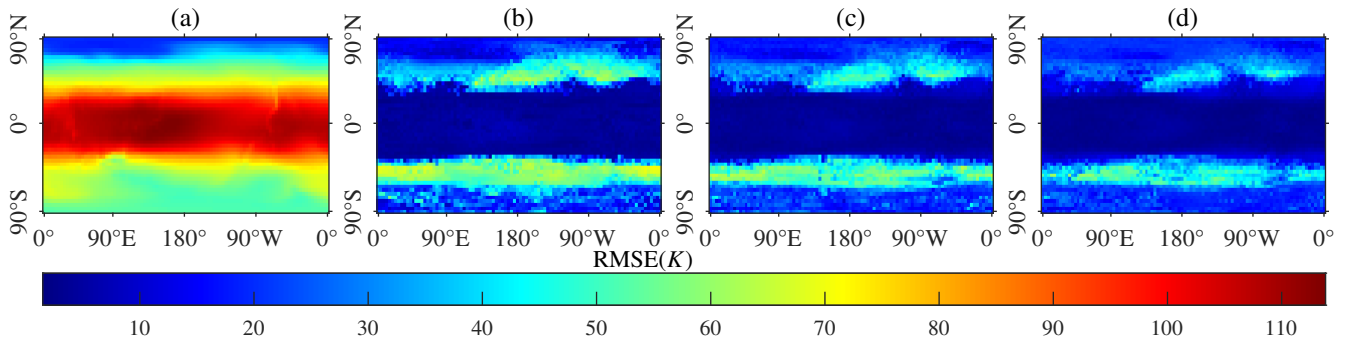 (a) (b) (c) (d)
90°N 90°N 90°N 90°N
0° 0° 0° 0°
90°S 90°S 90°S 90°S
0° 90°E 180° 90°W 0° 0° 90°E 180° 90°W 0° 0° 90°E 180° 90°W 0° 0° 90°E 180° 90°W 0°
RMSE(K)
10 20 30 40 50 60 70 80 90 100 110